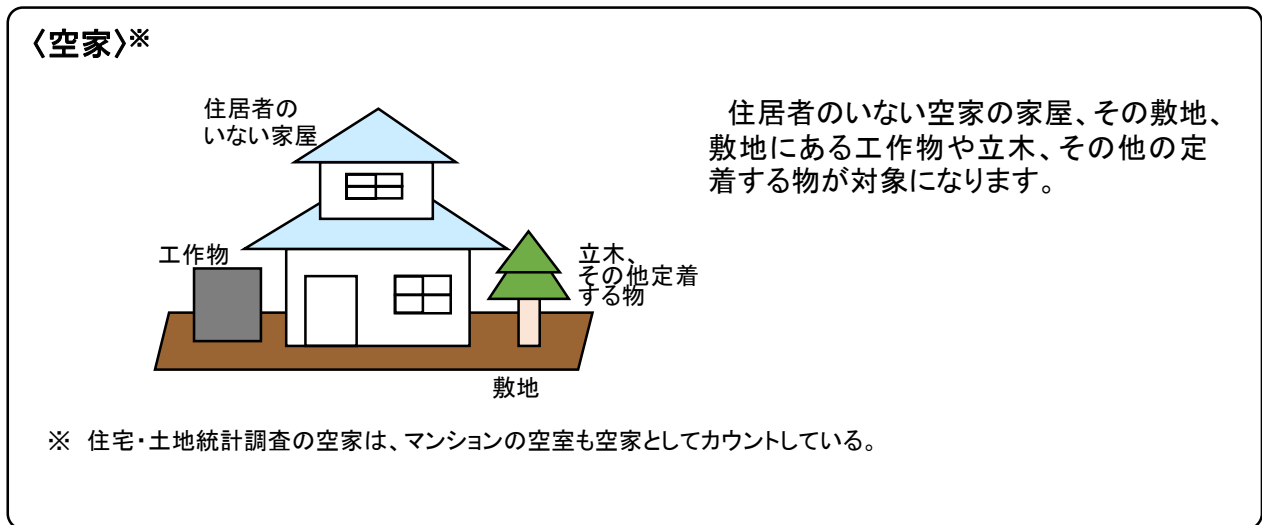 〈空家〉※
住居者の
いない家屋
住居者のいない空家の家屋、その敷地、
敷地にある工作物や立木、その他の定
着する物が対象になります。
工作物
立木、
その他定着
する物
敷地
※ 住宅・土地統計調査の空家は、マンションの空室も空家としてカウントしている。